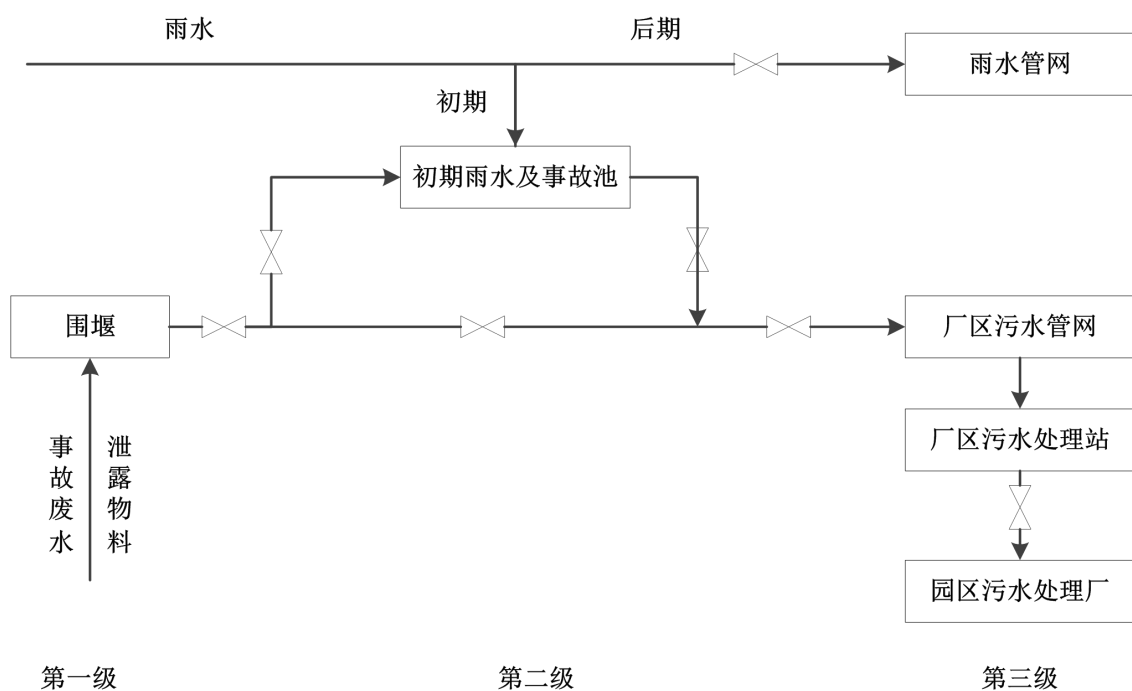 雨水
后期
雨水管网
初期
初期雨水及事故池
围堰
厂区污水管网
事故废水
泄露物料
厂区污水处理站
园区污水处理厂
第一级
第二级
第三级